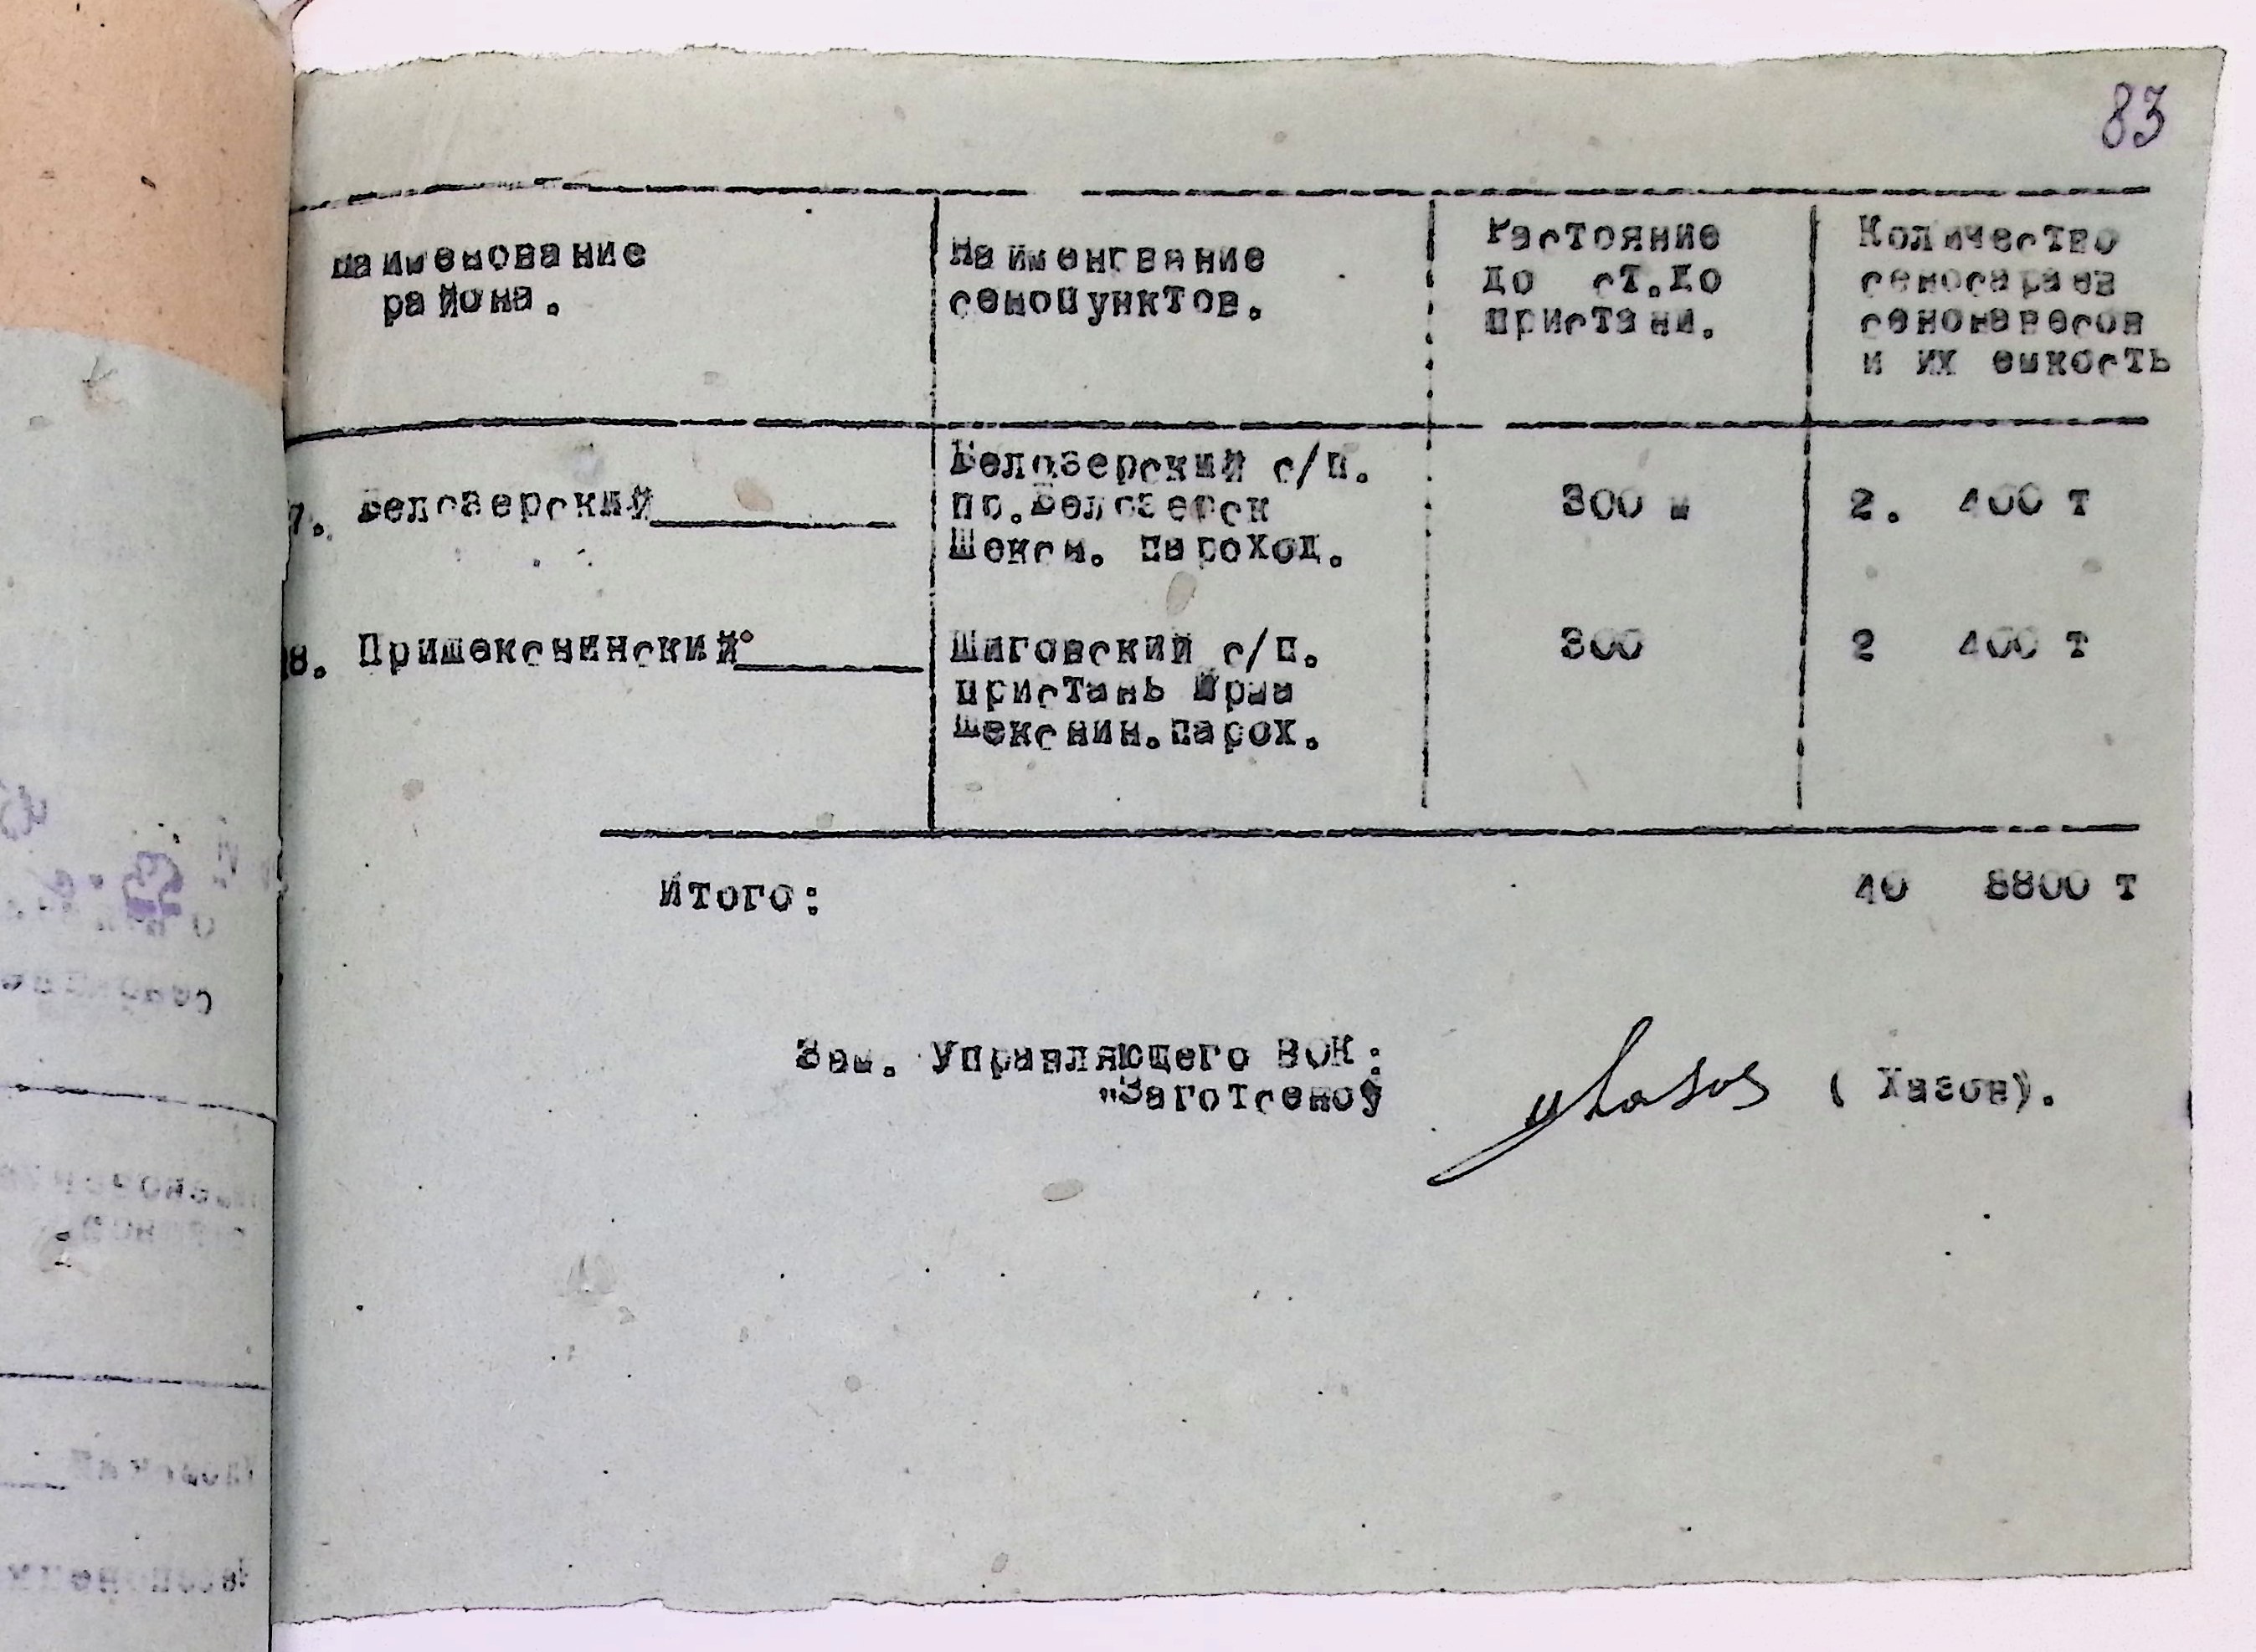 83
Наименование района.
Наименование сенопунктов.
Растояние до ст.до пристани.
Количество сеносараев сенонавесов и их емкость
7. Белозерский
Белозерский с/п.
пр.Белозерск
Шексн. пароход.
300 м
2. 400 т
8. Пришекснинский
Шиговский с/п.
пристань
Шекснин.парох.
300
2 400 т
Итого:
40 8800 т
Зам. Управляющего ВОК:
"Заготсено"
(Хазов).